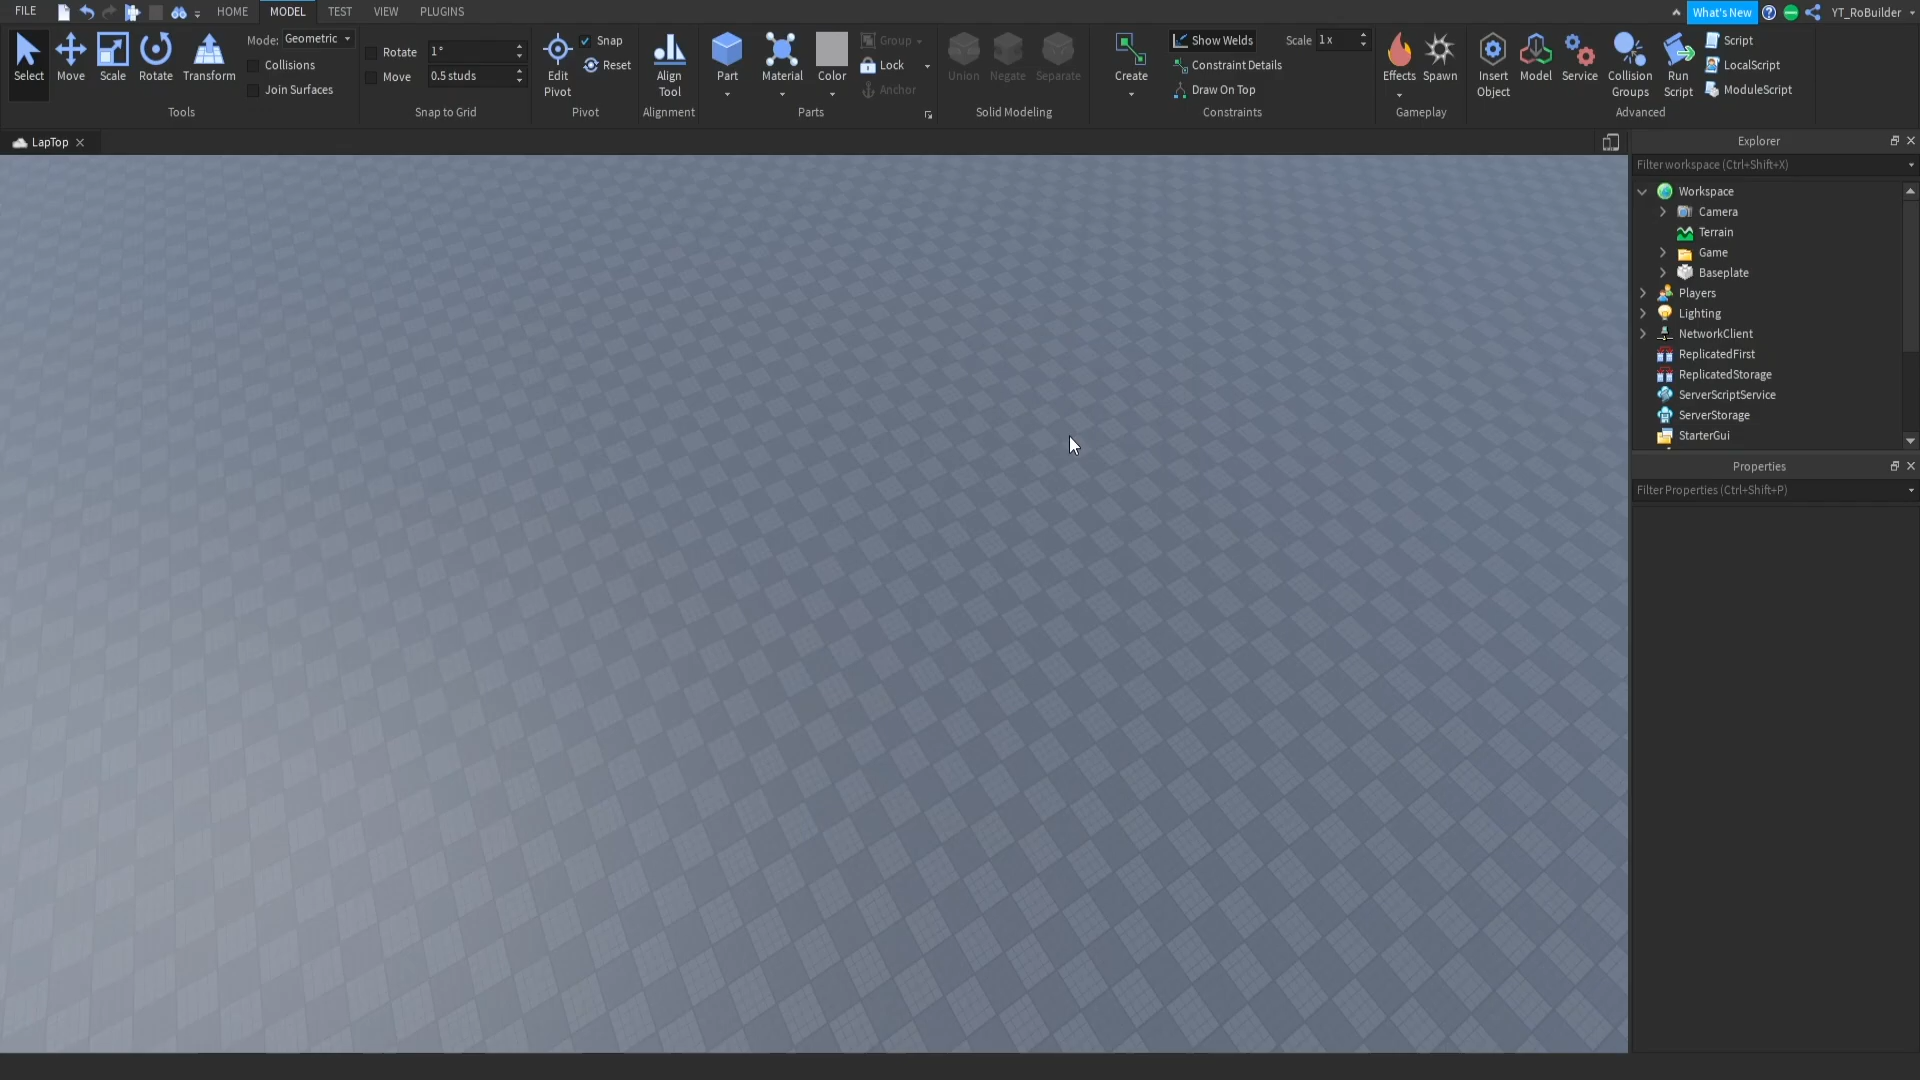 FILE HOME MODEL TEST VIEW PLUGINS What's New YT_RoBuilder
Select Move Scale Rotate Transform
Mode: Geometric
Collisions
Join Surfaces
Tools
Rotate 1°
Move 0.5 studs
Snap to Grid
Edit
Pivot
Snap
Reset
Pivot
Align
Tool
Alignment
Part Material Color
Group
Lock
Anchor
Parts
Union Negate Separate
Solid Modeling
Create
Show Welds
Constraint Details
Draw On Top
Scale 1 x
Constraints
Effects Spawn
Gameplay
Insert
Object
Model
Service
Collision
Groups
Run
Script
Script
LocalScript
ModuleScript
Advanced
LapTop
Explorer
Filter workspace (Ctrl+Shift+X)
Workspace
Camera
Terrain
Game
Baseplate
Players
Lighting
NetworkClient
ReplicatedFirst
ReplicatedStorage
ServerScriptService
ServerStorage
StarterGui
Properties
Filter Properties (Ctrl+Shift+P)